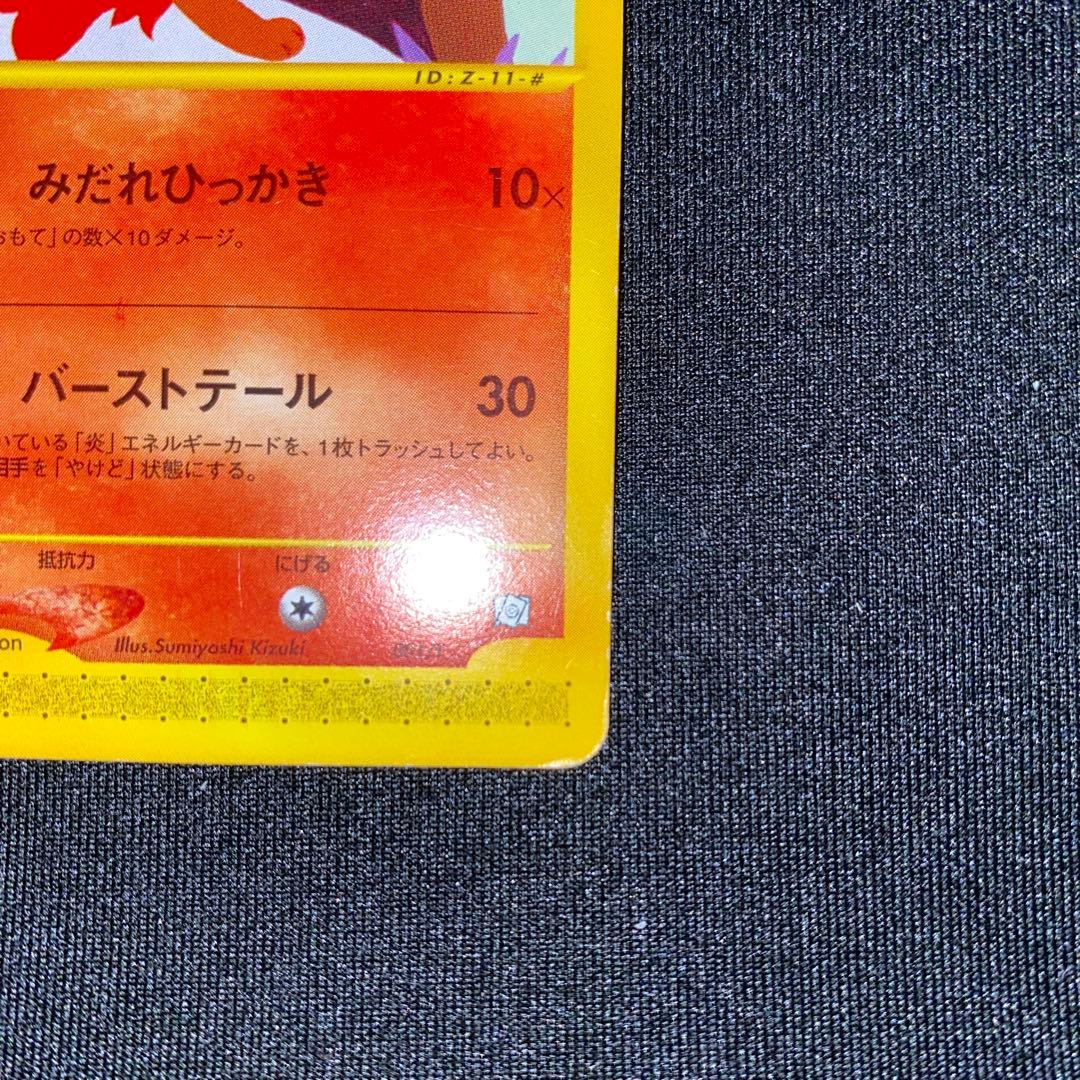 ID:Z-11-#
みだれひっかき 10×
おもて」の数×10ダメージ。
バーストテール 30
いている「炎」エネルギーカードを、1枚トラッシュしてよい。
相手を「やけど」状態にする。
抵抗力 にげる
on Illus.Sumiyoshi Kizuki